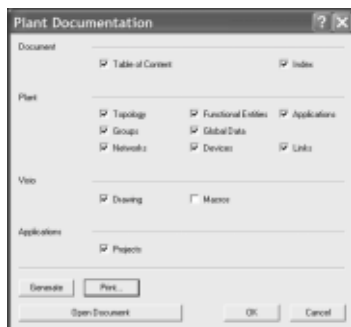 Plant Documentation
Document
Table of Content Index
Plant
Topology Functional Entities Applications
Groups Global Data
Networks Devices Links
Visio
Drawing Macros
Applications
Projects
Generate Print...
Open Document OK Cancel